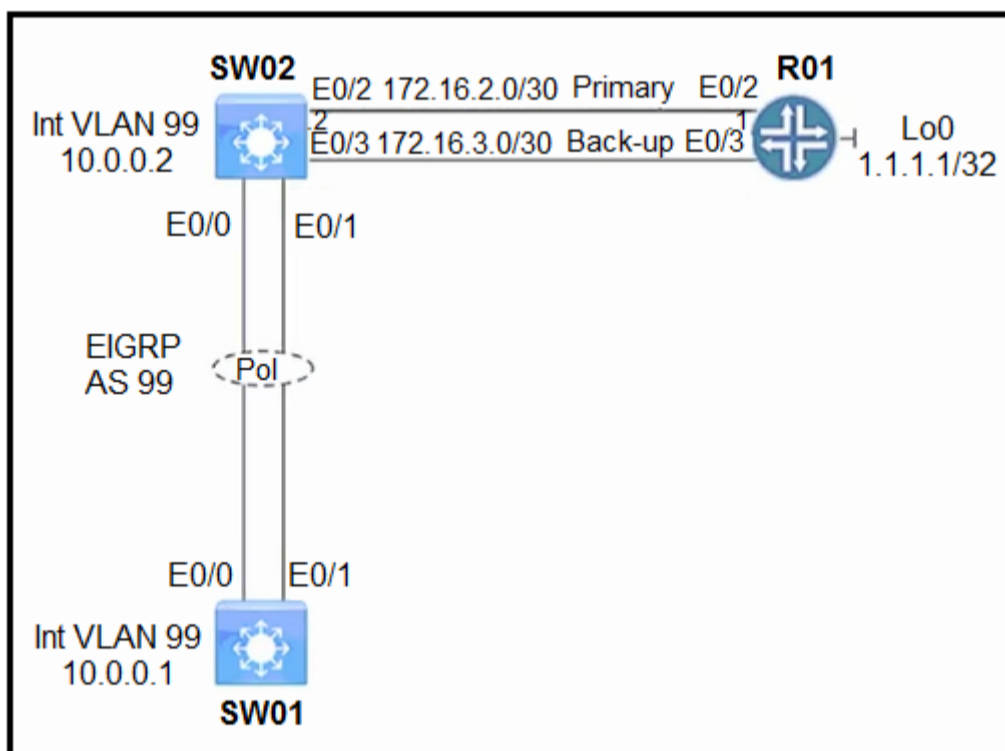 SW02
R01
E0/2 172.16.2.0/30 Primary E0/2
Int VLAN 99
10.0.0.2
2
1
E0/3 172.16.3.0/30 Back-up E0/3
Lo0
1.1.1.1/32
E0/0
E0/1
EIGRP
AS 99
Pol
E0/0
E0/1
Int VLAN 99
10.0.0.1
SW01